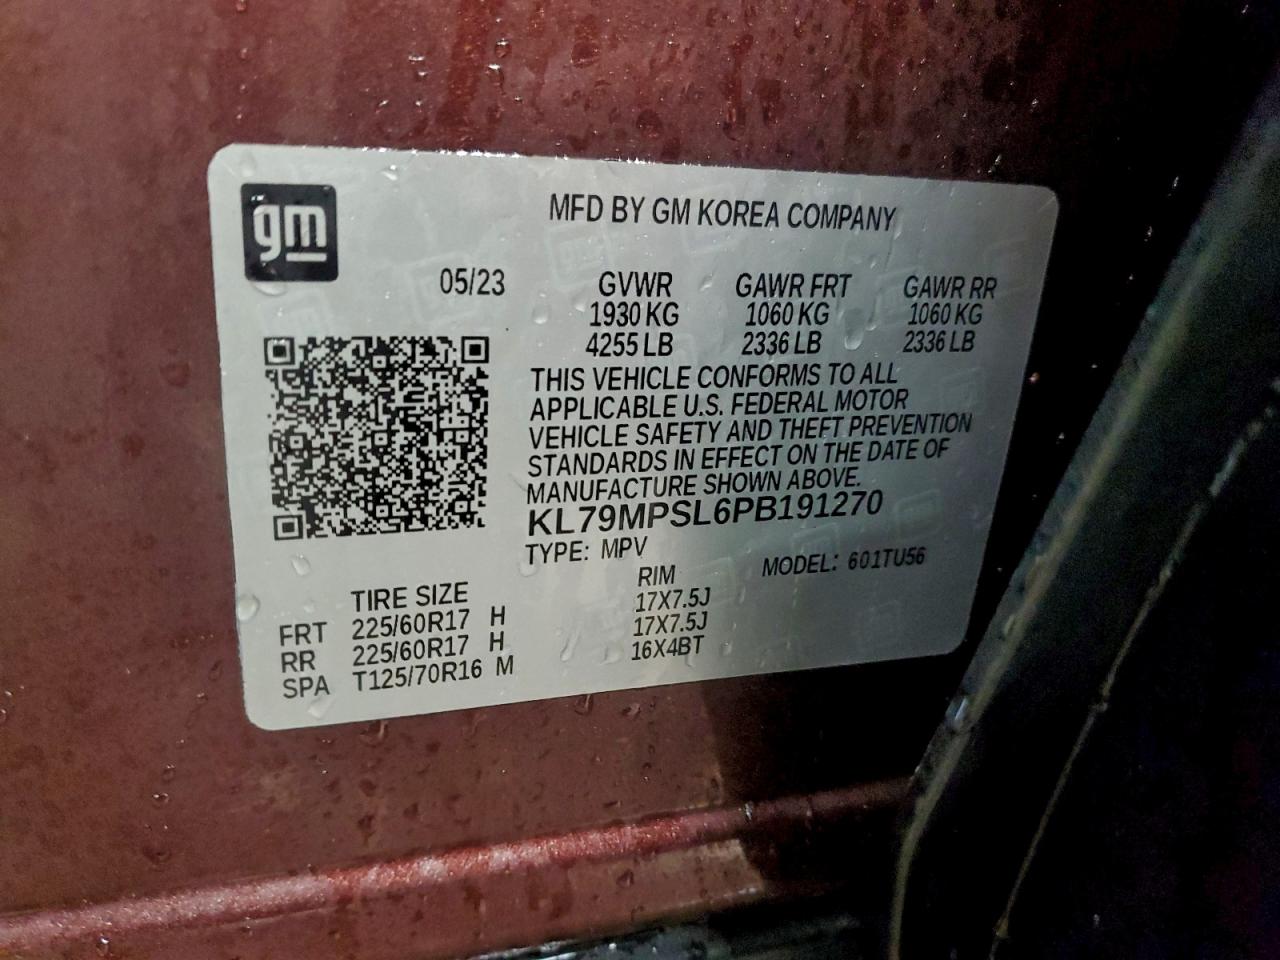 gm
MFD BY GM KOREA COMPANY
05/23 GVWR GAWR FRT GAWR RR
1930 KG 1060 KG 1060 KG
4255 LB 2336 LB 2336 LB
THIS VEHICLE CONFORMS TO ALL
APPLICABLE U.S. FEDERAL MOTOR
VEHICLE SAFETY AND THEFT PREVENTION
STANDARDS IN EFFECT ON THE DATE OF
MANUFACTURE SHOWN ABOVE.
KL79MPSL6PB191270
TYPE: MPV MODEL: 601TU56
TIRE SIZE RIM
FRT 225/60R17 H 17X7.5J
RR 225/60R17 H 17X7.5J
SPA T125/70R16 M 16X4BT